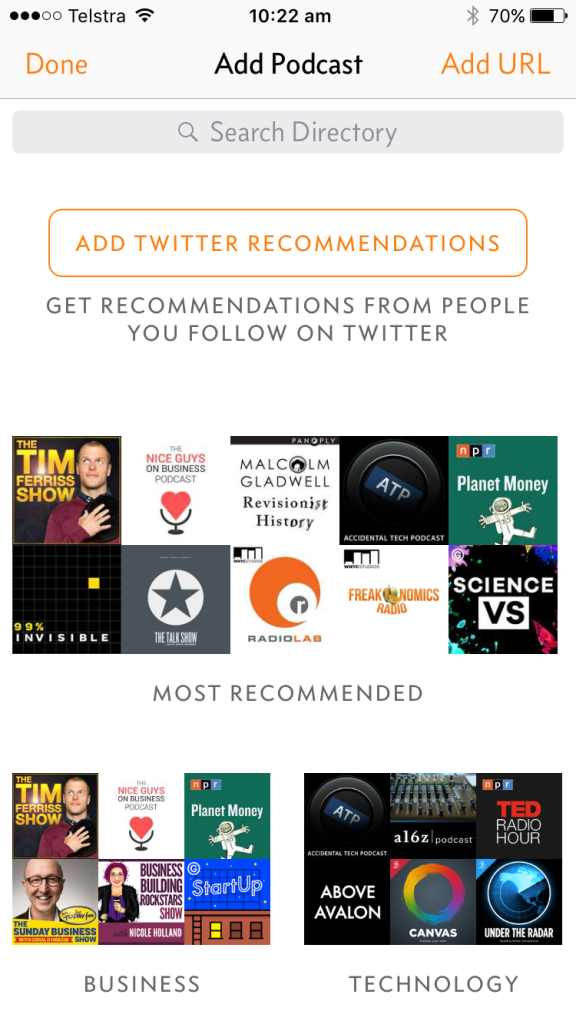 Telstra 10:22 am 70%
Done Add Podcast Add URL
Search Directory
ADD TWITTER RECOMMENDATIONS
GET RECOMMENDATIONS FROM PEOPLE
YOU FOLLOW ON TWITTER
THE
TIM
FERRISS
SHOW
THE
NICE GUYS
ON BUSINESS
PODCAST
PANOPLY
MALCOLM
GLADWELL
Revisionist
History
ATP
ACCIDENTAL TECH PODCAST
npr
Planet Money
99%
INVISIBLE
THE TALK SHOW
WNYC STUDIOS
r
RADIOLAB
WNYC STUDIOS
FREAKONOMICS
RADIO
G
SCIENCE
VS
MOST RECOMMENDED
THE
TIM
FERRISS
SHOW
THE
NICE GUYS
ON BUSINESS
PODCAST
npr
Planet Money
THE
SUNDAY BUSINESS
SHOW
BUSINESS
BUILDING
ROCKSTARS
SHOW
with NICOLE HOLLAND
G
StartUp
ATP
ACCIDENTAL TECH PODCAST
a16z podcast
npr
TED
RADIO
HOUR
ABOVE
AVALON
CANVAS
UNDER THE RADAR
BUSINESS
TECHNOLOGY